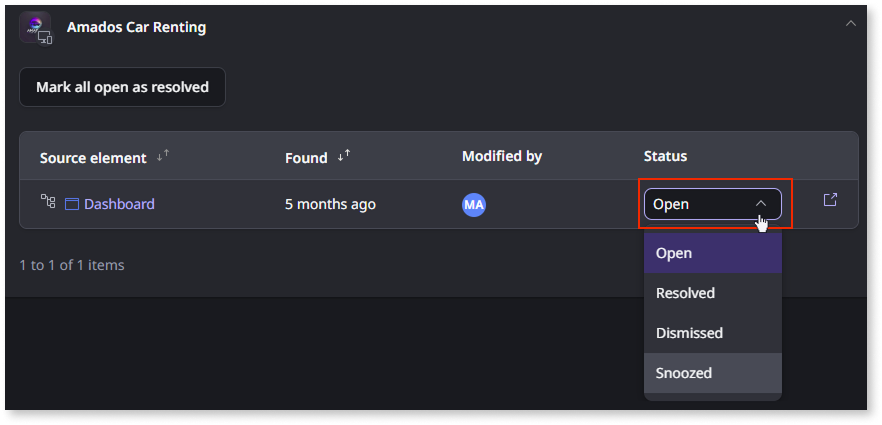 Amados Car Renting
Mark all open as resolved
Source element Found Modified by Status
Dashboard 5 months ago MA Open
Open
Resolved
Dismissed
Snoozed
1 to 1 of 1 items